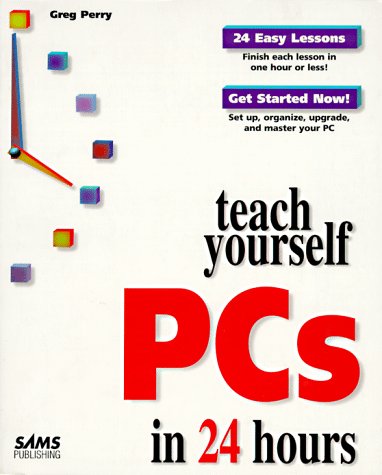 Greg Perry
24 Easy Lessons
Finish each lesson in
one hour or less!
Get Started Now!
Set up, organize, upgrade,
and master your PC
teach
yourself
PCs
in 24 hours
SAMS
PUBLISHING